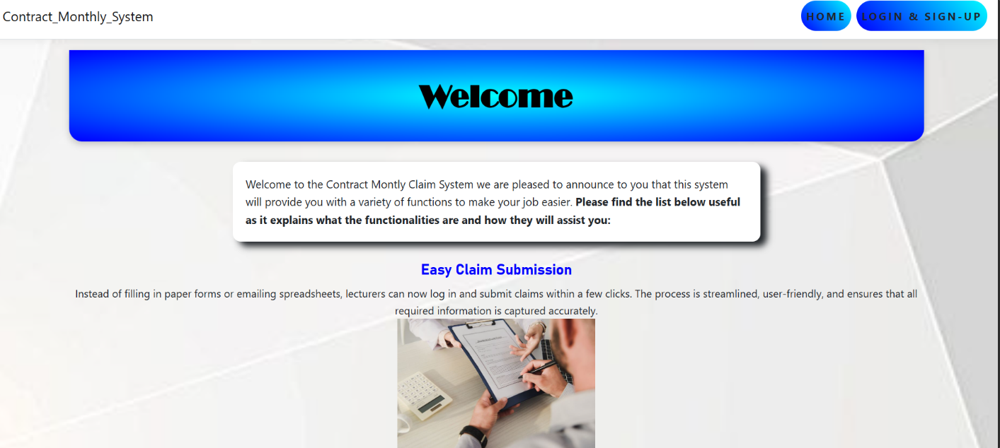 Contract_Monthly_System
HOME
LOGIN & SIGN-UP
Welcome
Welcome to the Contract Montly Claim System we are pleased to announce to you that this system
will provide you with a variety of functions to make your job easier. Please find the list below useful
as it explains what the functionalities are and how they will assist you:
Easy Claim Submission
Instead of filling in paper forms or emailing spreadsheets, lecturers can now log in and submit claims within a few clicks. The process is streamlined, user-friendly, and ensures that all
required information is captured accurately.